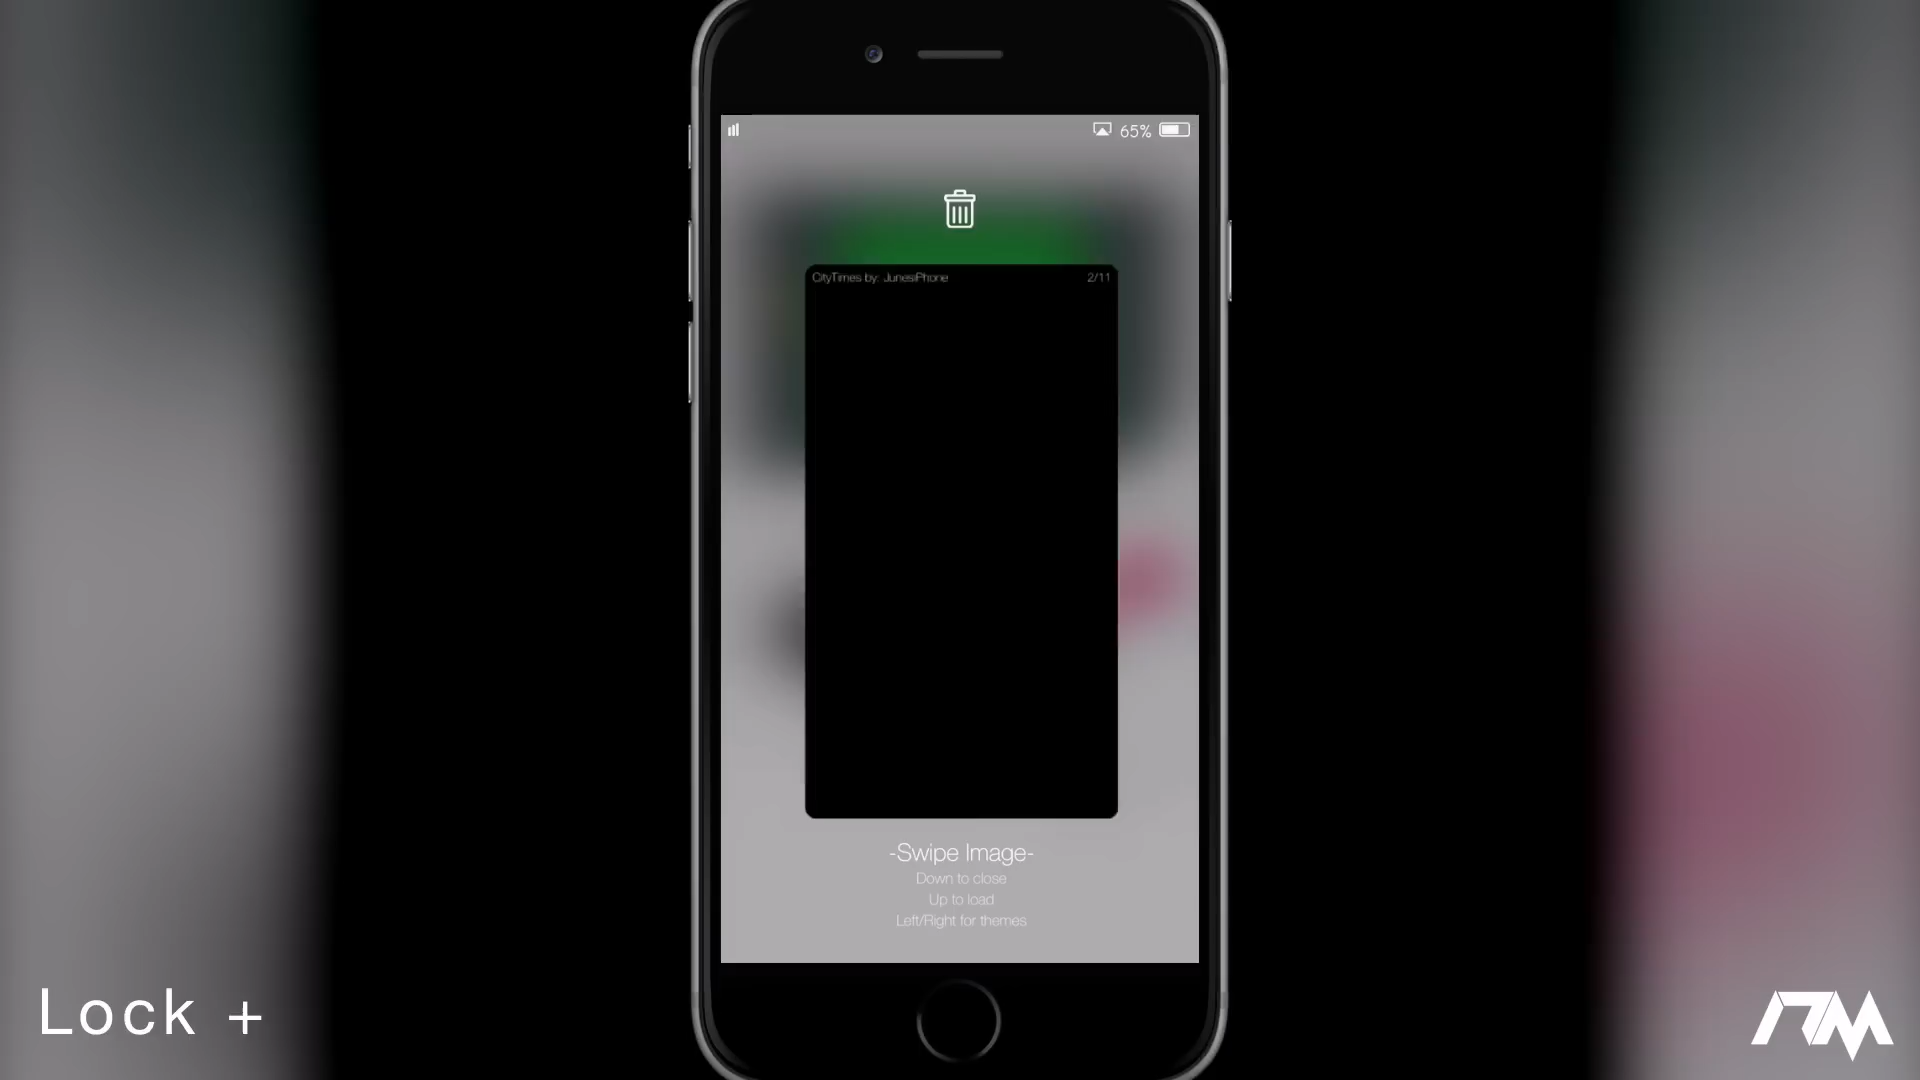 65%
CityTimes by: JunesiPhone 2/11
-Swipe Image-
Down to close
Up to load
Left/Right for themes
Lock +